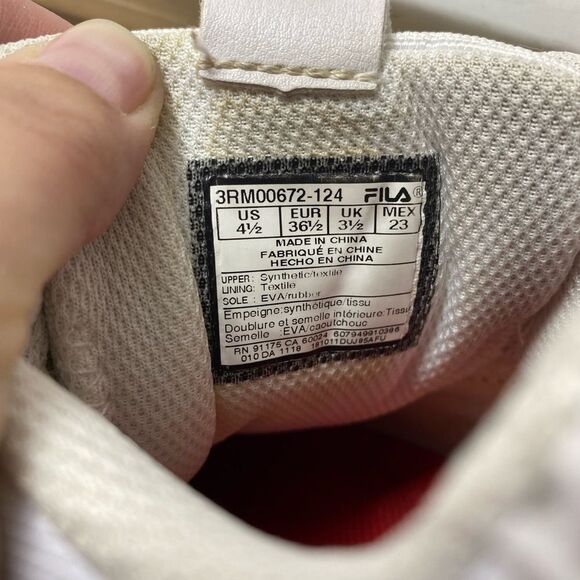 3RM00672-124 FILA®
US EUR UK MEX
4½ 36½ 3½ 23
MADE IN CHINA
FABRIQUÉ EN CHINE
HECHO EN CHINA
UPPER: Synthetic/textile
LINING: Textile
SOLE: EVA/rubber
Empeigne: synthétique/tissu
Doublure et semelle intérieure: Tissu
Semelle: EVA/caoutchouc
RN 91175 CA 60024 607949910386
010 DA 1118 181011DUJ85AFU